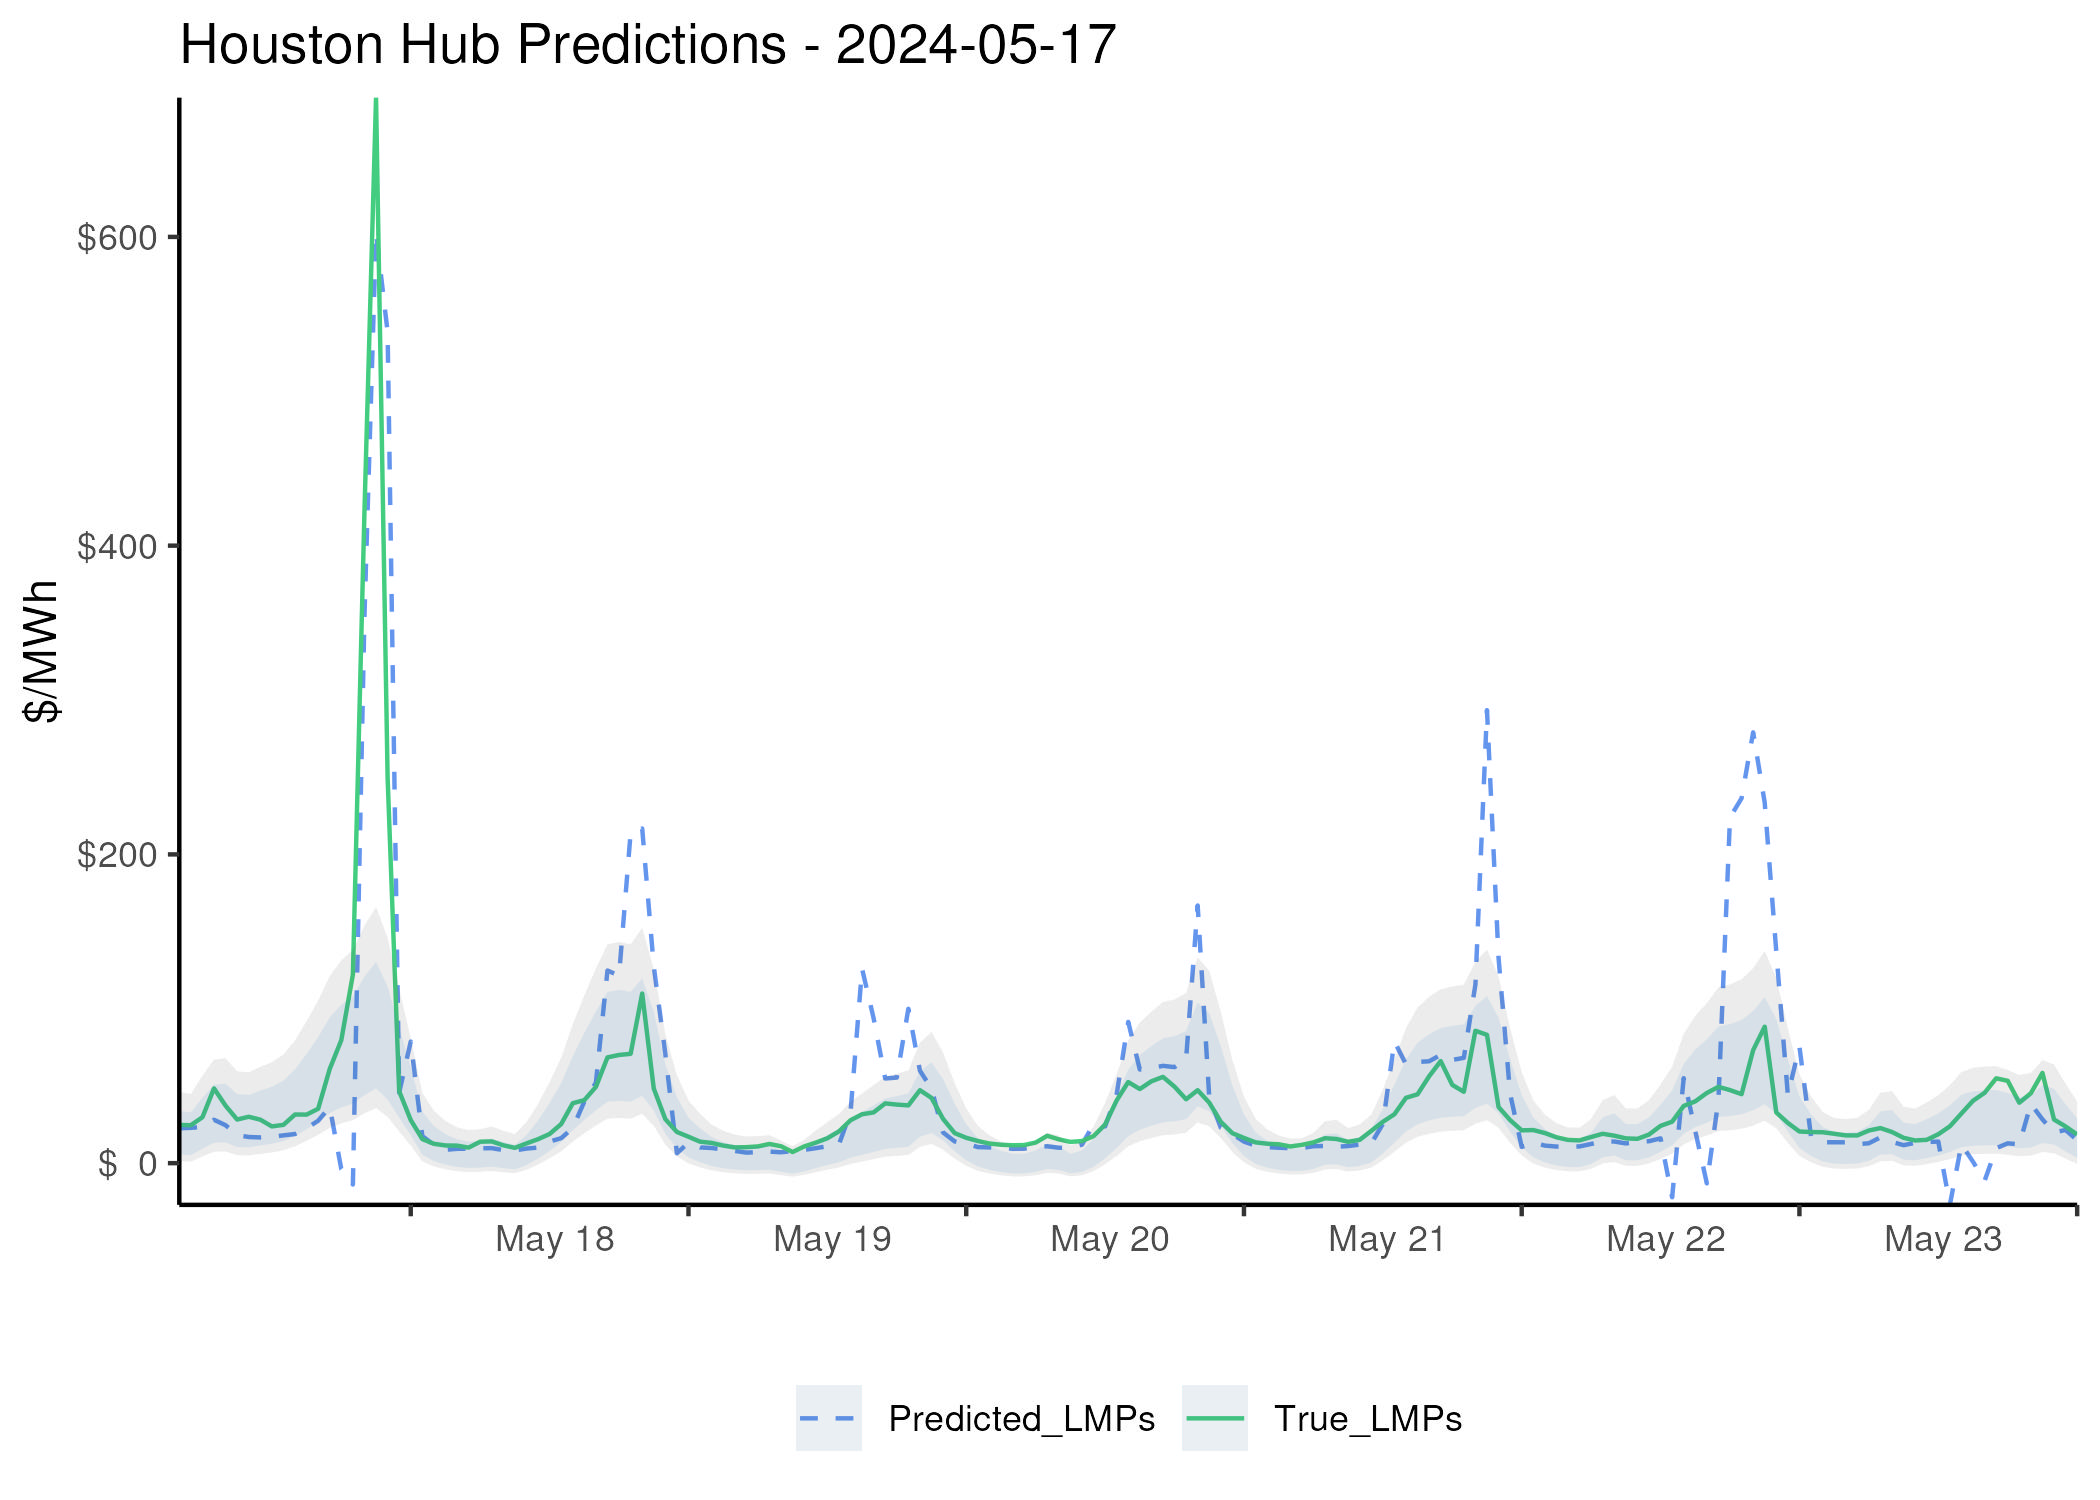 Houston Hub Predictions - 2024-05-17
$/MWh
$600
$400
$200
$  0
May 18
May 19
May 20
May 21
May 22
May 23
Predicted_LMPs
True_LMPs